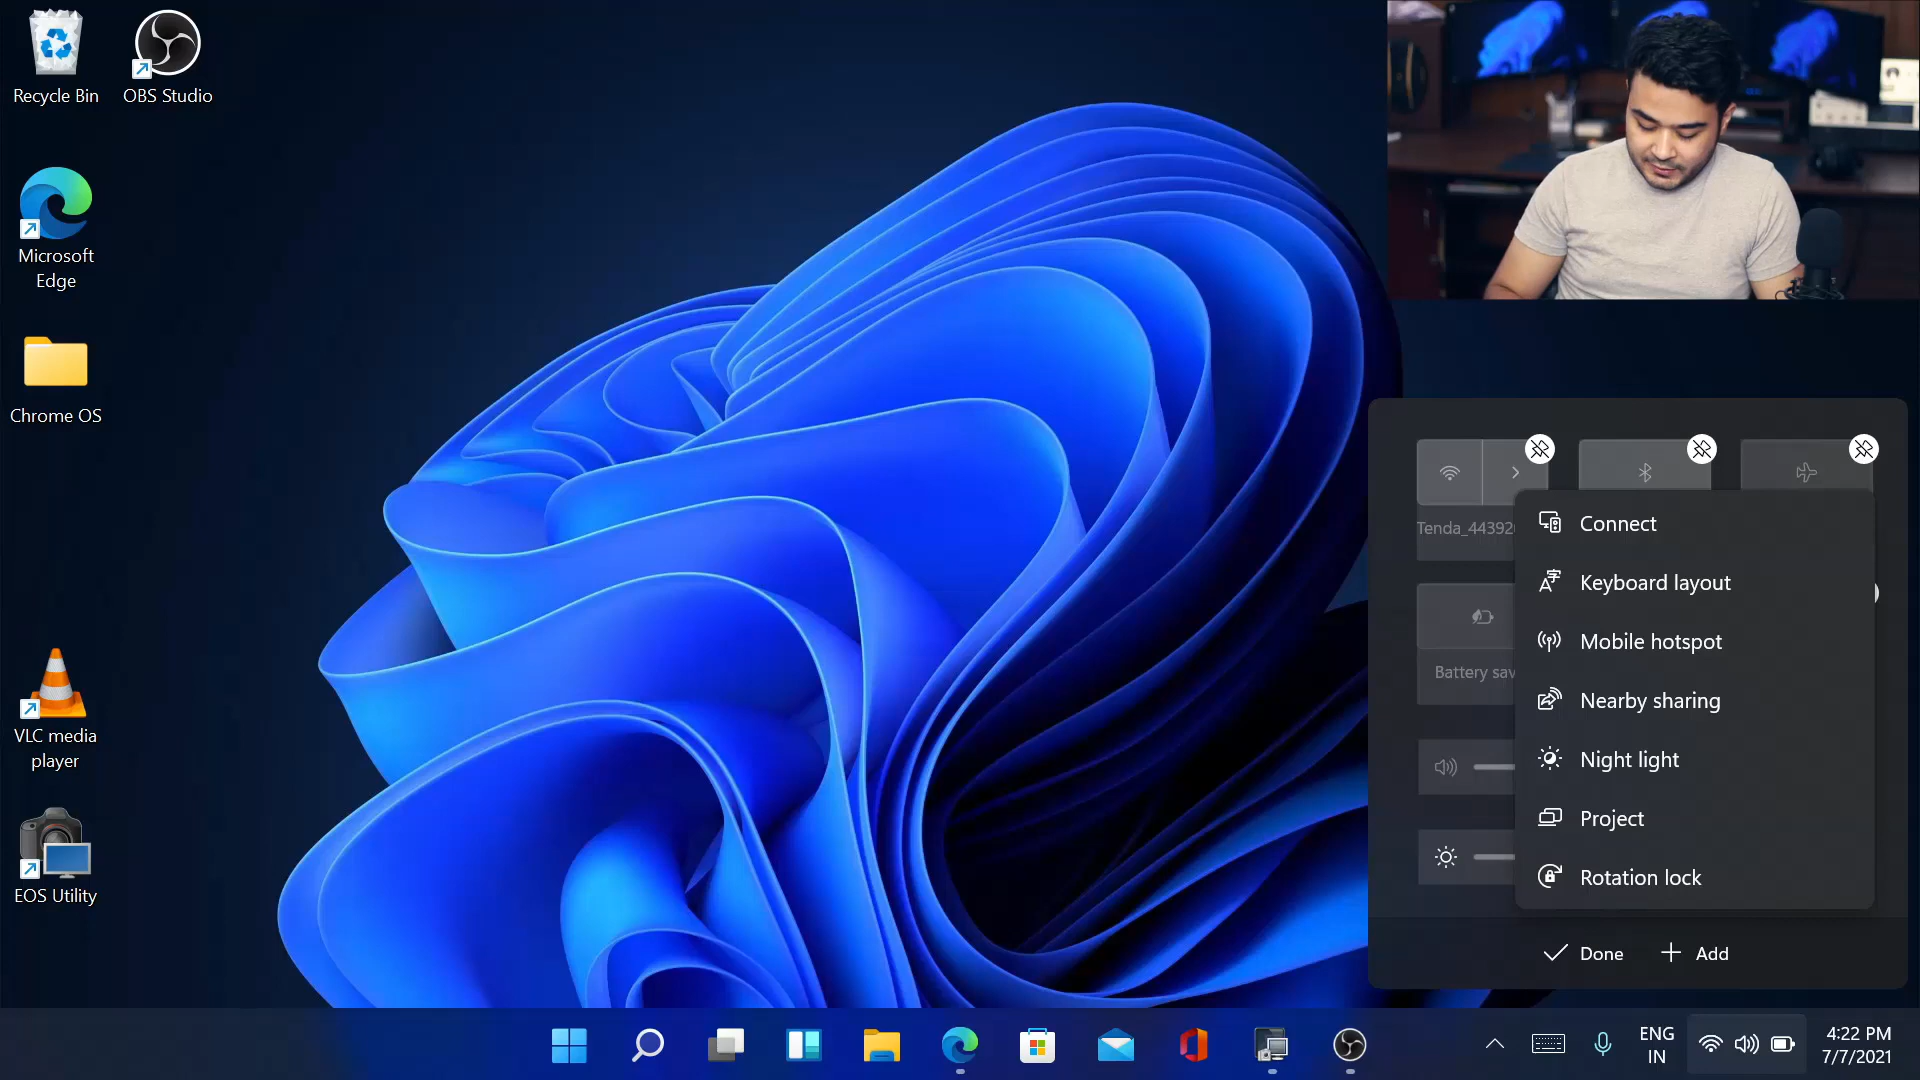 Recycle Bin
OBS Studio
Microsoft
Edge
Chrome OS
VLC media
player
EOS Utility
Tenda_44392
Battery sav
Connect
Keyboard layout
Mobile hotspot
Nearby sharing
Night light
Project
Rotation lock
Done
Add
ENG
IN
4:22 PM
7/7/2021